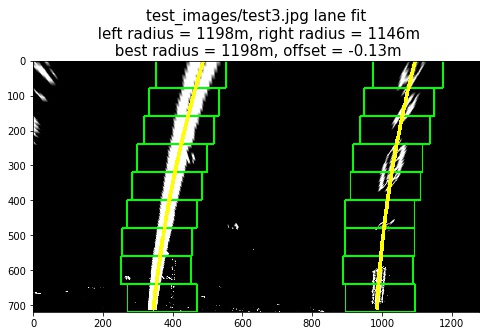 test_images/test3.jpg lane fit
left radius = 1198m, right radius = 1146m
best radius = 1198m, offset = -0.13m
0
100
200
300
400
500
600
700
0 200 400 600 800 1000 1200